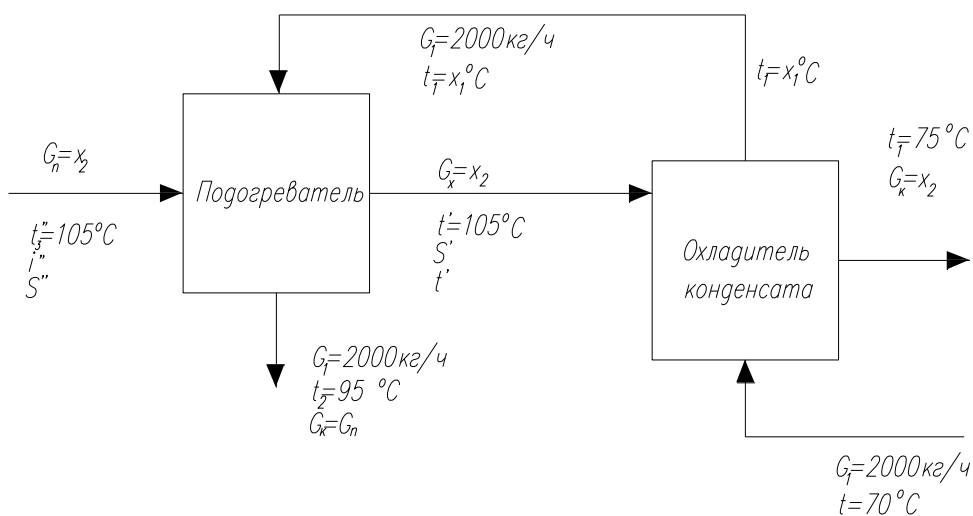 G₁=2000кг/ч
t₁=x₁°C
t₁=x₁°C
Gₙ=x₂
t₃"=105°C
i"
S"
Подогреватель
Gₓ=x₂
t'=105°C
S'
t'
t₁=75°C
Gₖ=x₂
Охладитель
конденсата
G₁=2000кг/ч
t₂=95 °C
Gₖ=Gₙ
G₁=2000кг/ч
t=70°C